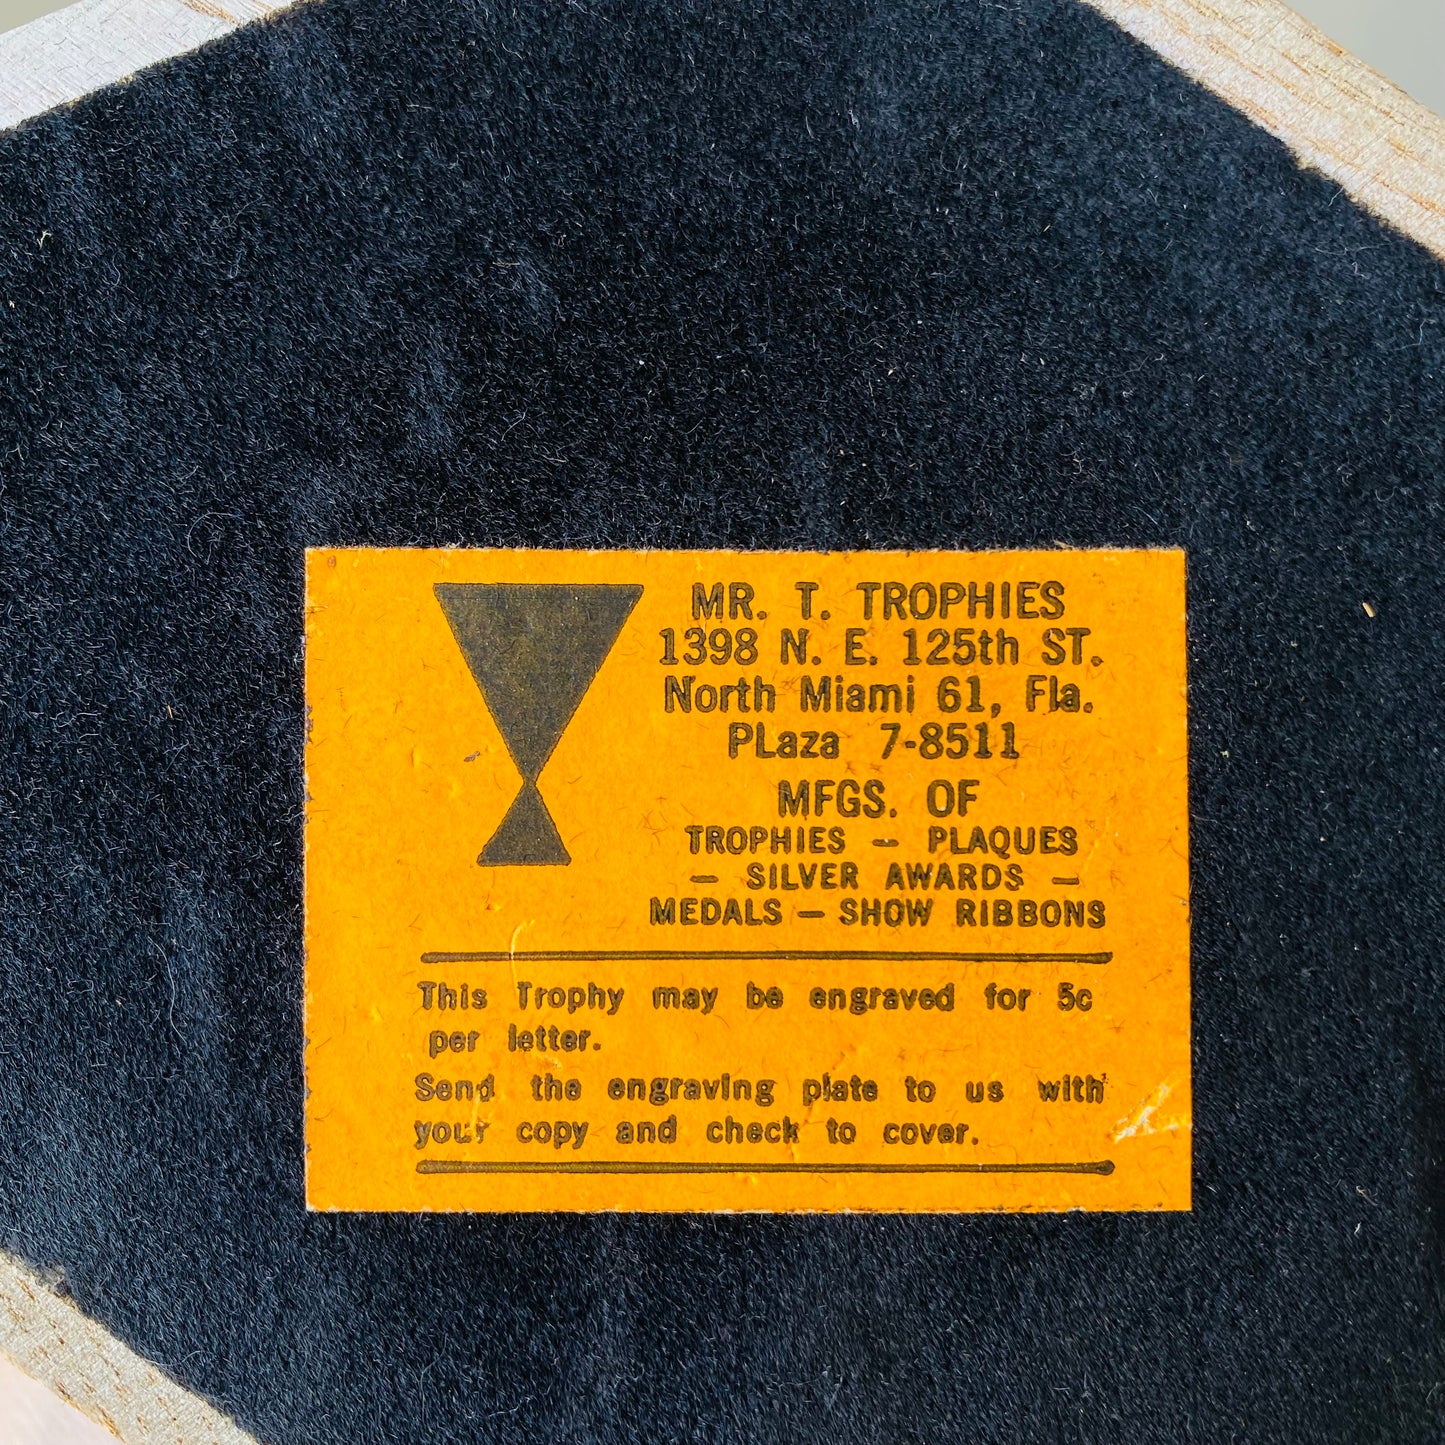 MR. T. TROPHIES
1398 N. E. 125th ST.
North Miami 61, Fla.
PLaza 7-8511
MFGS. OF
TROPHIES — PLAQUES
— SILVER AWARDS —
MEDALS — SHOW RIBBONS
This Trophy may be engraved for 5c
per letter.
Send the engraving plate to us with
your copy and check to cover.